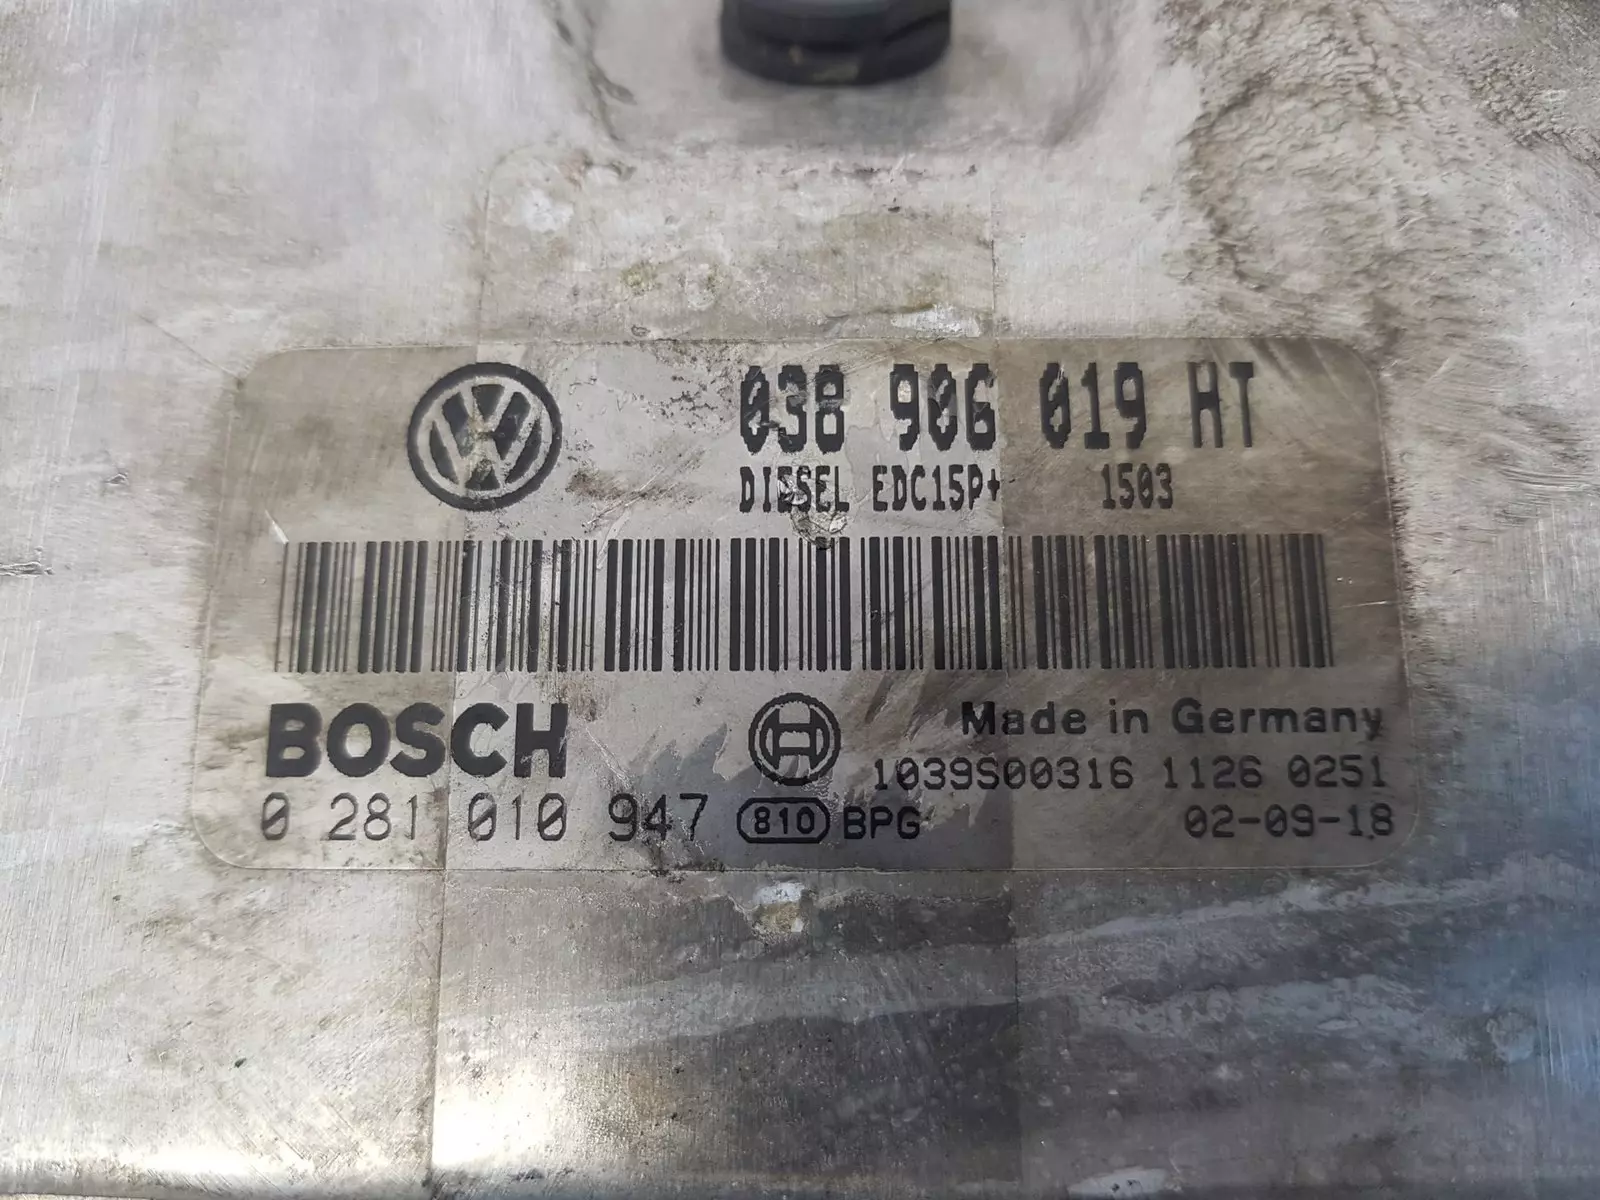 038 906 019 HT
DIESEL EDC15P+ 1503
BOSCH
Made in Germany
1039S00316 1126 0251
0 281 010 947 810 BPG 02-09-18